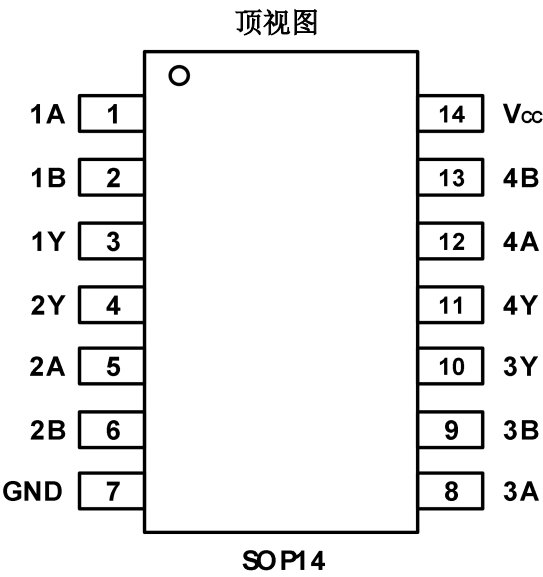 顶视图
1A 1 14 Vcc
1B 2 13 4B
1Y 3 12 4A
2Y 4 11 4Y
2A 5 10 3Y
2B 6 9 3B
GND 7 8 3A
SOP14